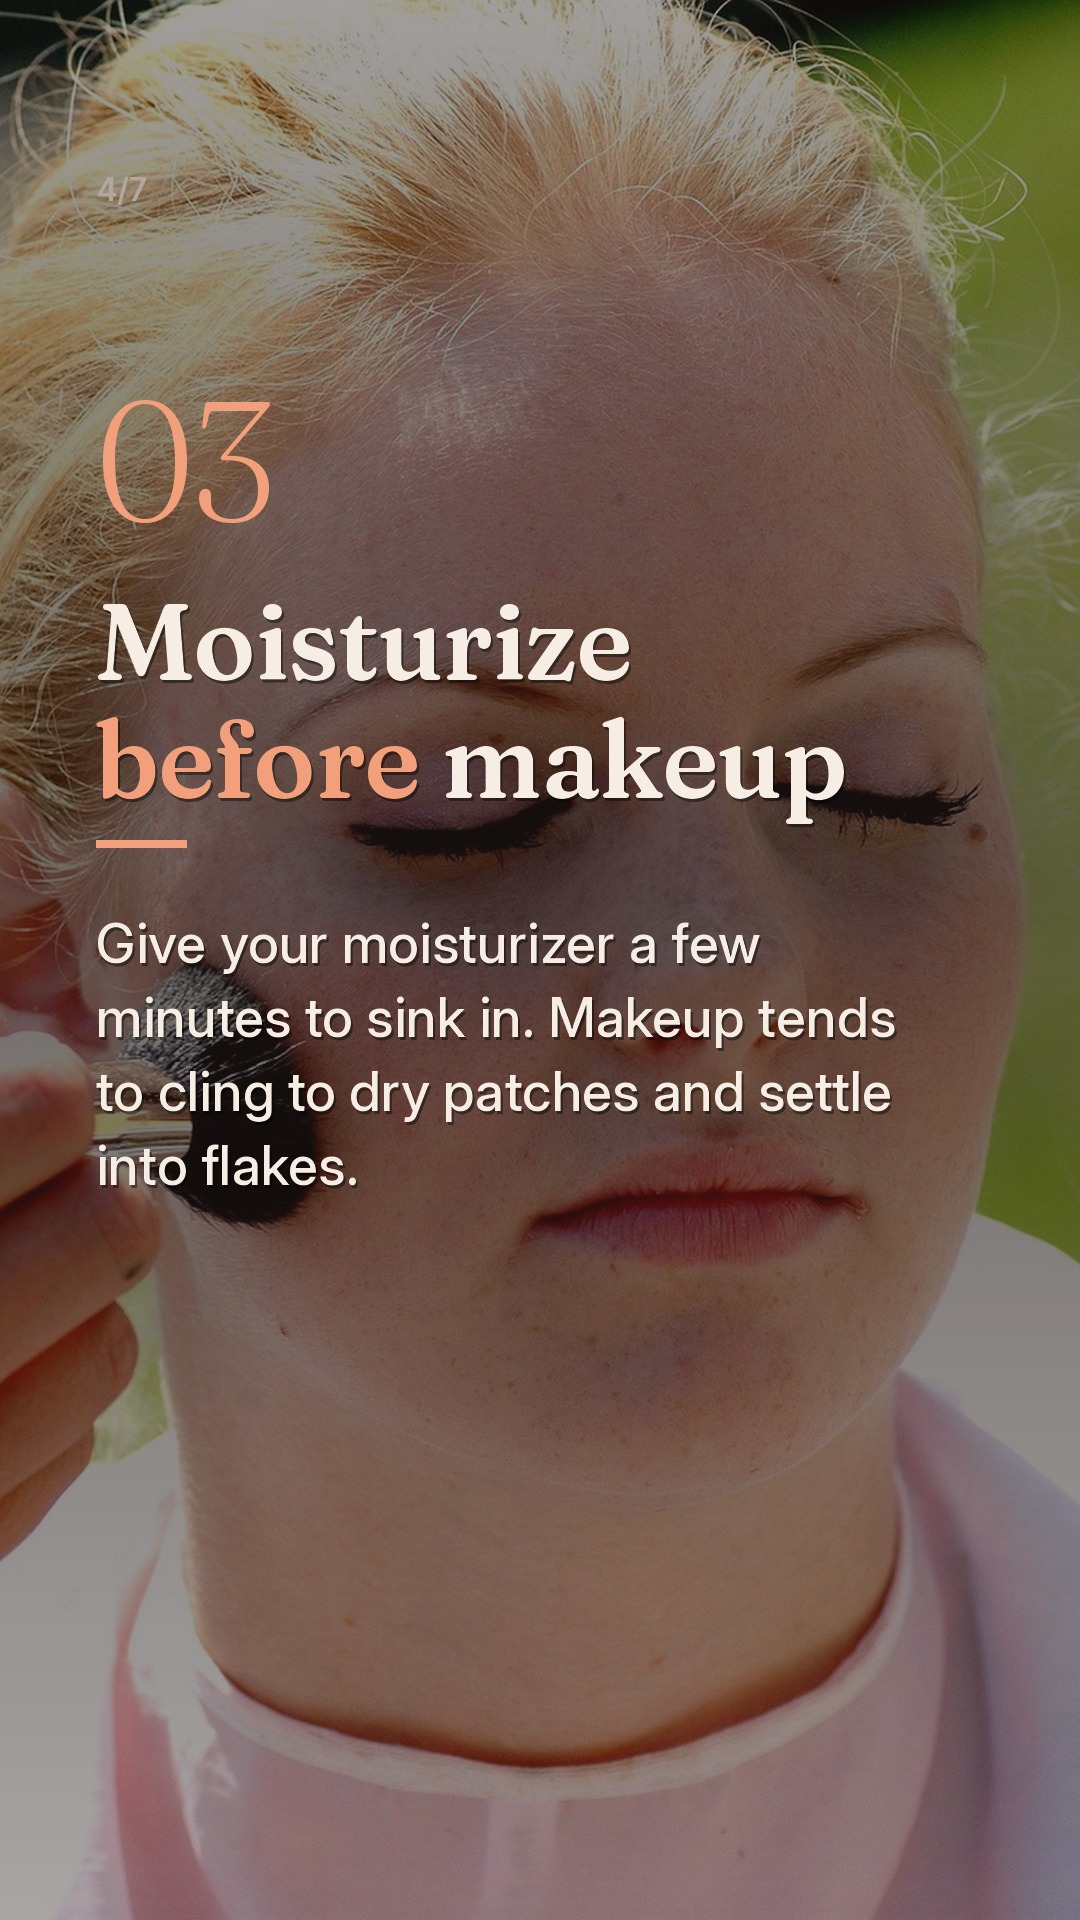 4/7
03
Moisturize
before makeup
Give your moisturizer a few
minutes to sink in. Makeup tends
to cling to dry patches and settle
into flakes.